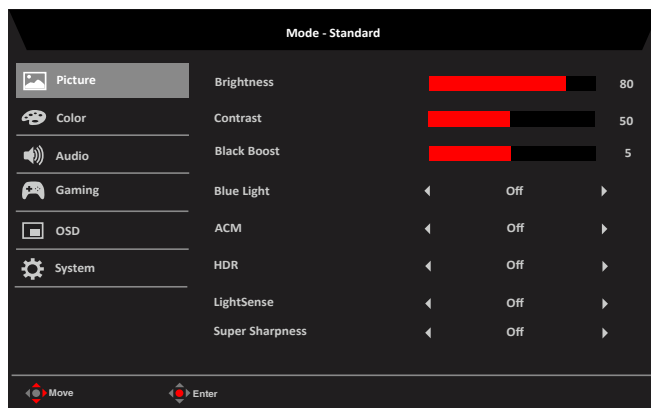 Mode - Standard
Picture
Color
Audio
Gaming
OSD
System
Brightness 80
Contrast 50
Black Boost 5
Blue Light Off
ACM Off
HDR Off
LightSense Off
Super Sharpness Off
Move Enter